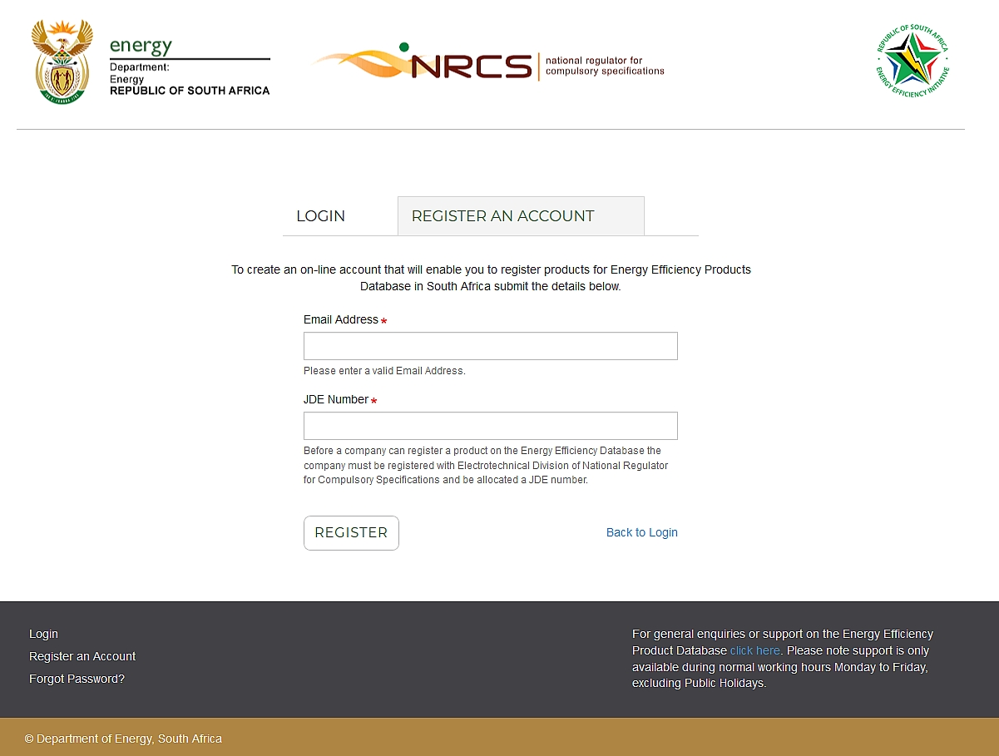 energy
Department:
Energy
REPUBLIC OF SOUTH AFRICA
NRCS
national regulator for
compulsory specifications
REPUBLIC OF SOUTH AFRICA
ENERGY EFFICIENCY INITIATIVE
LOGIN
REGISTER AN ACCOUNT
To create an on-line account that will enable you to register products for Energy Efficiency Products
Database in South Africa submit the details below.
Email Address *
Please enter a valid Email Address.
JDE Number *
Before a company can register a product on the Energy Efficiency Database the
company must be registered with Electrotechnical Division of National Regulator
for Compulsory Specifications and be allocated a JDE number.
REGISTER
Back to Login
Login
Register an Account
Forgot Password?
For general enquiries or support on the Energy Efficiency
Product Database click here. Please note support is only
available during normal working hours Monday to Friday,
excluding Public Holidays.
© Department of Energy, South Africa